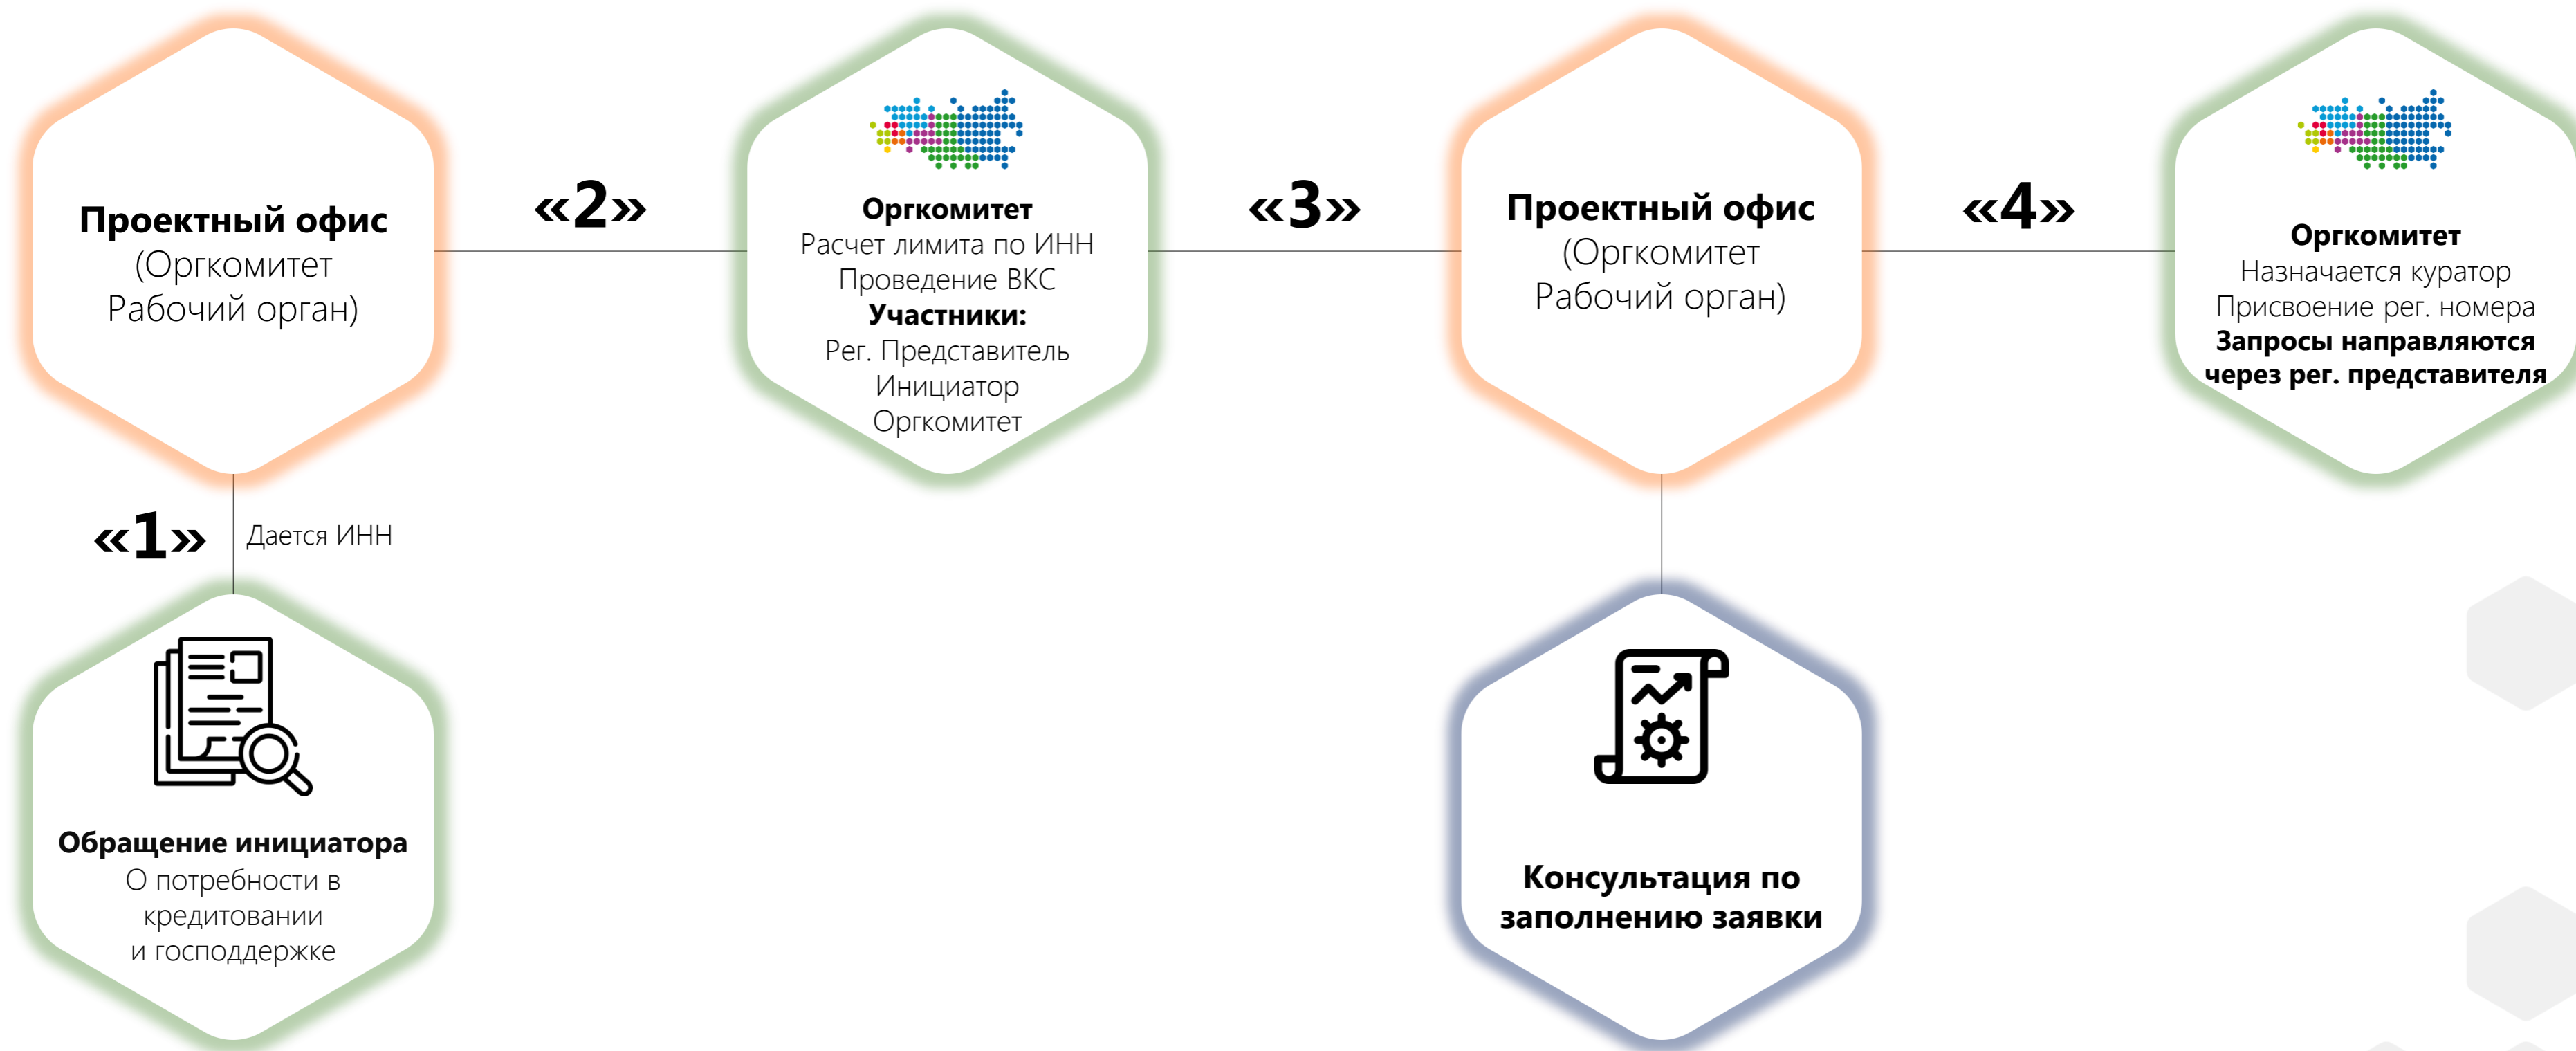 Проектный офис
(Оргкомитет
Рабочий орган)
«2»
Оргкомитет
Расчет лимита по ИНН
Проведение ВКС
Участники:
Рег. Представитель
Инициатор
Оргкомитет
«3»
Проектный офис
(Оргкомитет
Рабочий орган)
«4»
Оргкомитет
Назначается куратор
Присвоение рег. номера
Запросы направляются
через рег. представителя
«1»
Дается ИНН
Обращение инициатора
О потребности в
кредитовании
и господдержке
Консультация по
заполнению заявки